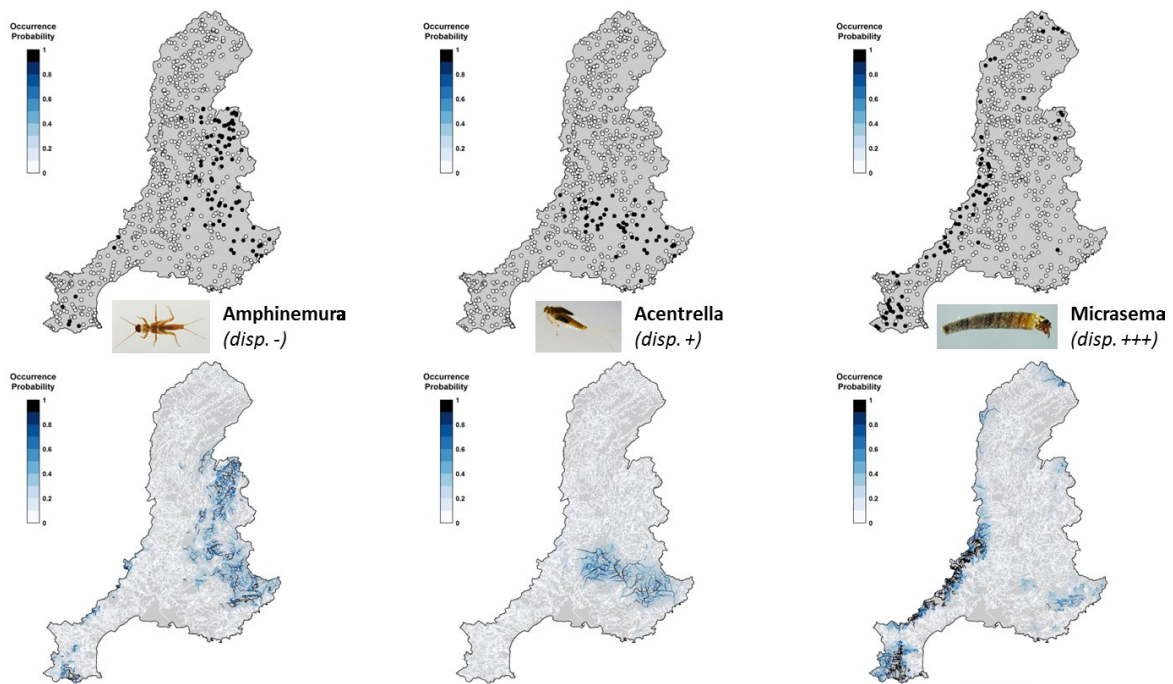 Occurrence
Probability
1
0.8
0.6
0.4
0.2
0
Occurrence
Probability
1
0.8
0.6
0.4
0.2
0
Occurrence
Probability
1
0.8
0.6
0.4
0.2
0
Amphinemura
(disp. -)
Acentrella
(disp. +)
Micrasema
(disp. +++)
Occurrence
Probability
1
0.8
0.6
0.4
0.2
0
Occurrence
Probability
1
0.8
0.6
0.4
0.2
0
Occurrence
Probability
1
0.8
0.6
0.4
0.2
0